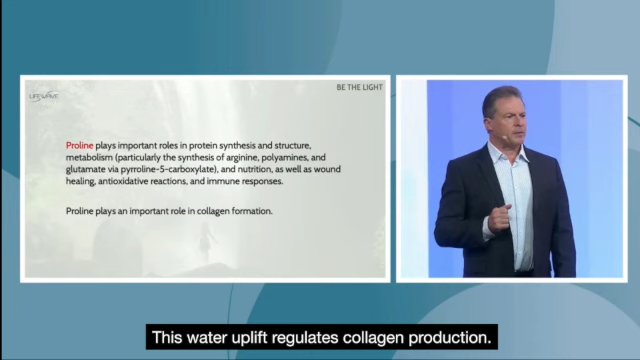 LIFEWAVE
BE THE LIGHT
Proline plays important roles in protein synthesis and structure,
metabolism (particularly the synthesis of arginine, polyamines, and
glutamate via pyrroline-5-carboxylate), and nutrition, as well as wound
healing, antioxidative reactions, and immune responses.
Proline plays an important role in collagen formation.
This water uplift regulates collagen production.